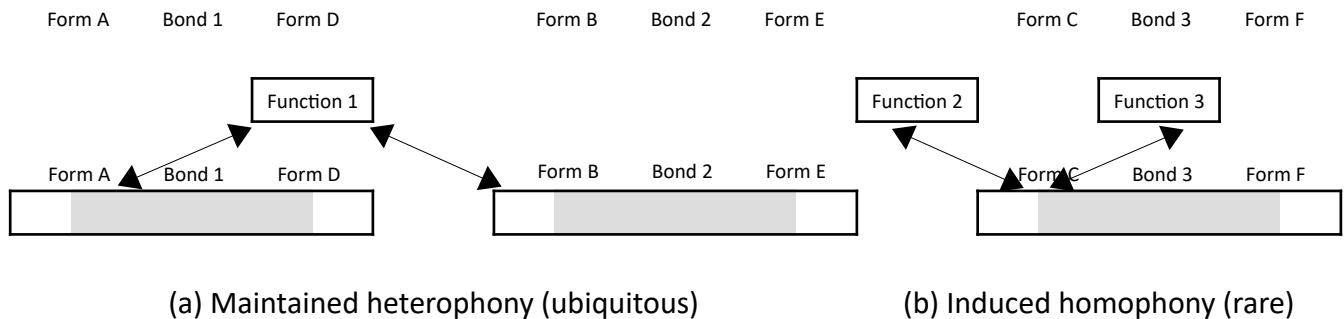 Form A Bond 1 Form D Form B Bond 2 Form E Form C Bond 3 Form F
Function 1 Function 2 Function 3
Form A Bond 1 Form D Form B Bond 2 Form E Form C Bond 3 Form F
(a) Maintained heterophony (ubiquitous) (b) Induced homophony (rare)